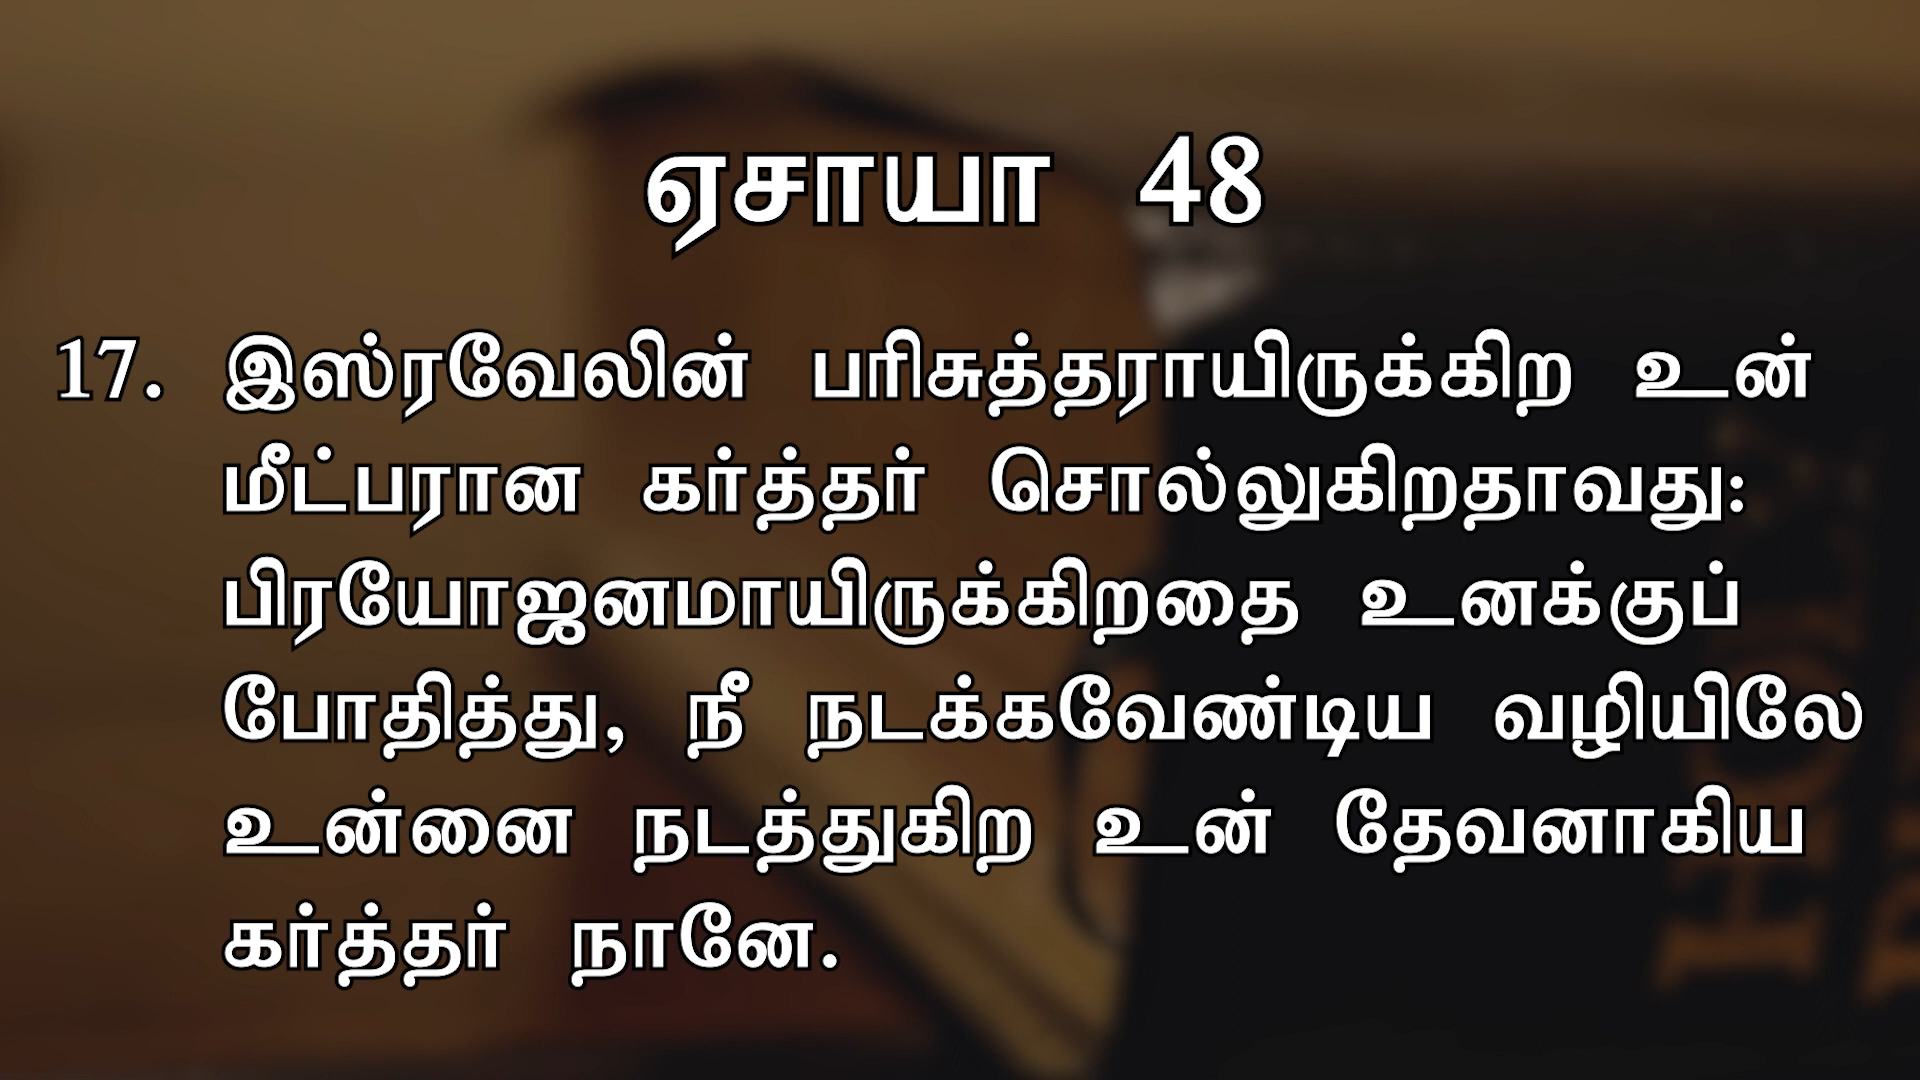 ஏசாயா 48
17. இஸ்ரவேலின் பரிசுத்தராயிருக்கிற உன்
மீட்பரான கர்த்தர் சொல்லுகிறதாவது:
பிரயோஜனமாயிருக்கிறதை உனக்குப்
போதித்து, நீ நடக்கவேண்டிய வழியிலே
உன்னை நடத்துகிற உன் தேவனாகிய
கர்த்தர் நானே.
HOLY